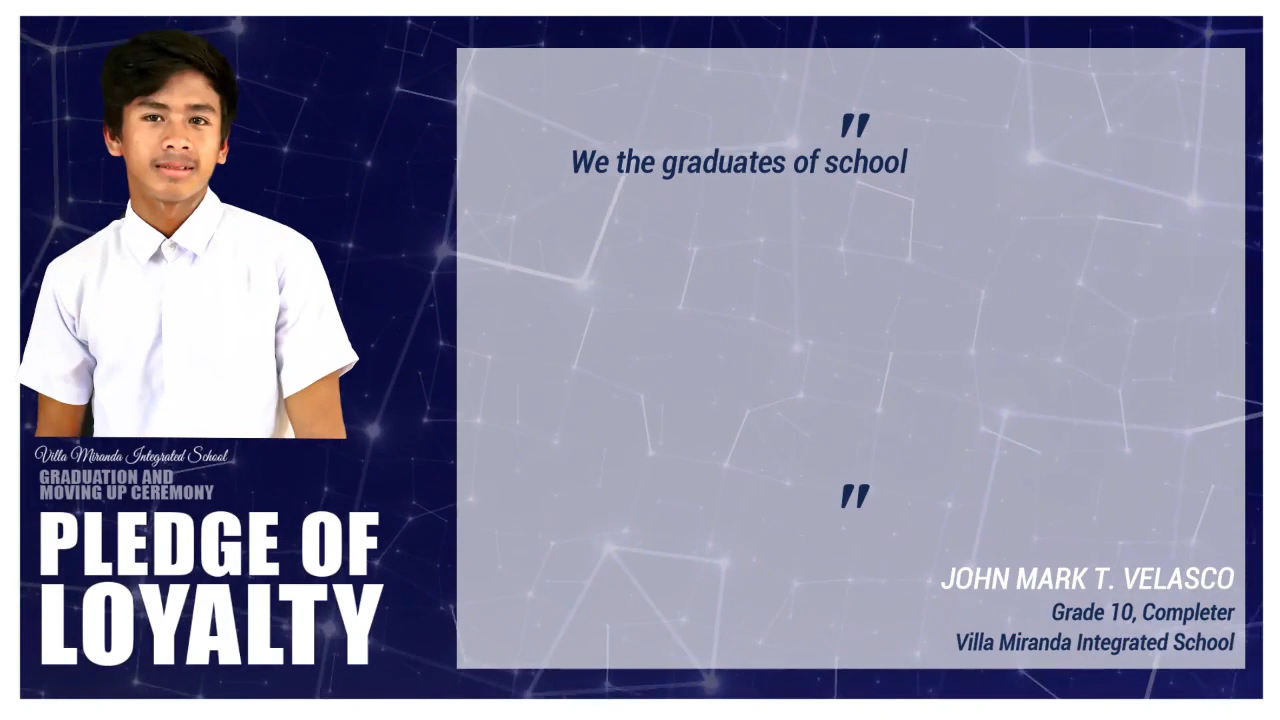 "
We the graduates of school
"
JOHN MARK T. VELASCO
Grade 10, Completer
Villa Miranda Integrated School
Villa Miranda Integrated School
GRADUATION AND
MOVING UP CEREMONY
PLEDGE OF
LOYALTY